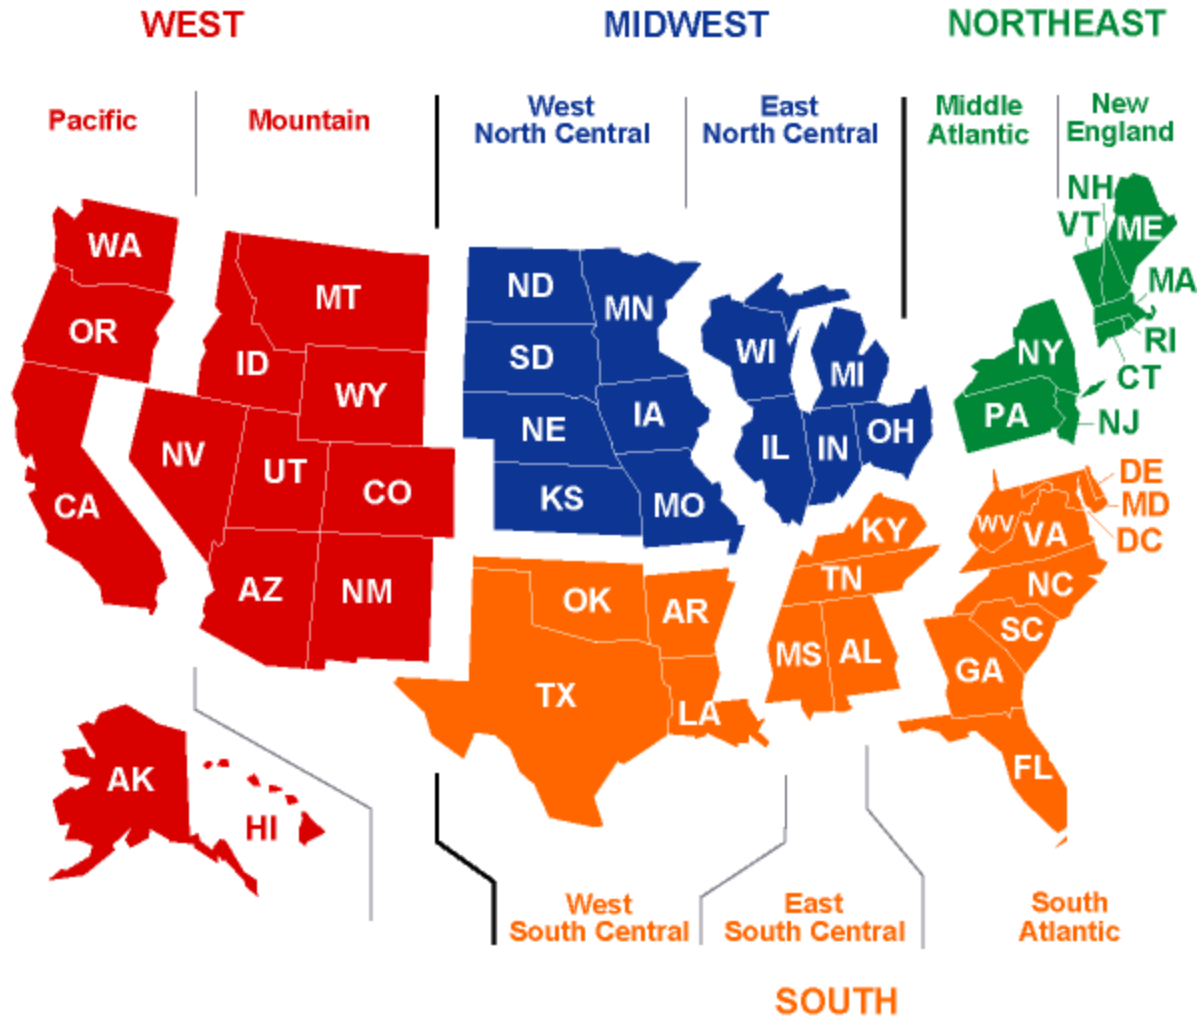 WEST
MIDWEST
NORTHEAST
Pacific
Mountain
West
North Central
East
North Central
Middle
Atlantic
New
England
NH
VT
ME
MA
RI
CT
NY
PA
NJ
WA
OR
CA
MT
ID
WY
NV
UT
CO
AZ
NM
ND
MN
SD
NE
IA
KS
MO
WI
MI
IL
IN
OH
DE
MD
DC
WV
VA
KY
TN
NC
SC
GA
FL
OK
AR
TX
LA
MS
AL
AK
HI
West
South Central
East
South Central
South
Atlantic
SOUTH